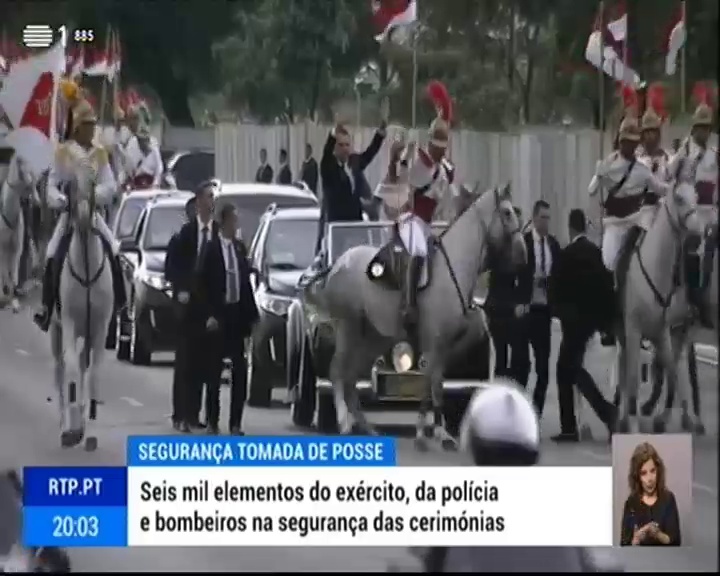 1 885
SEGURANÇA TOMADA DE POSSE
RTP.PT
Seis mil elementos do exército, da polícia
20:03
e bombeiros na segurança das cerimónias